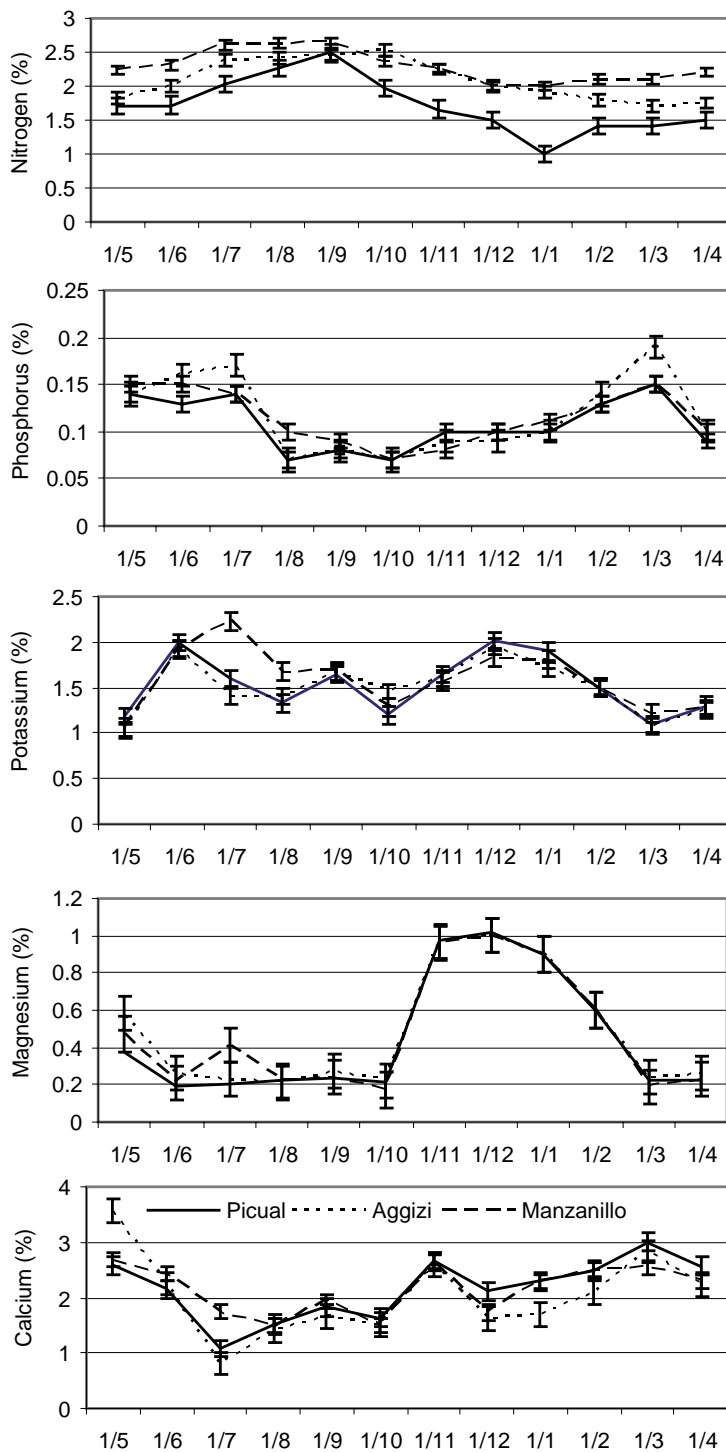 Nitrogen (%)
3
2.5
2
1.5
1
0.5
0
1/5 1/6 1/7 1/8 1/9 1/10 1/11 1/12 1/1 1/2 1/3 1/4
Phosphorus (%)
0.25
0.2
0.15
0.1
0.05
0
1/5 1/6 1/7 1/8 1/9 1/10 1/11 1/12 1/1 1/2 1/3 1/4
Potassium (%)
2.5
2
1.5
1
0.5
0
1/5 1/6 1/7 1/8 1/9 1/10 1/11 1/12 1/1 1/2 1/3 1/4
Magnesium (%)
1.2
1
0.8
0.6
0.4
0.2
0
1/5 1/6 1/7 1/8 1/9 1/10 1/11 1/12 1/1 1/2 1/3 1/4
Calcium (%)
4
3
2
1
0
Picual Aggizi Manzanillo
1/5 1/6 1/7 1/8 1/9 1/10 1/11 1/12 1/1 1/2 1/3 1/4